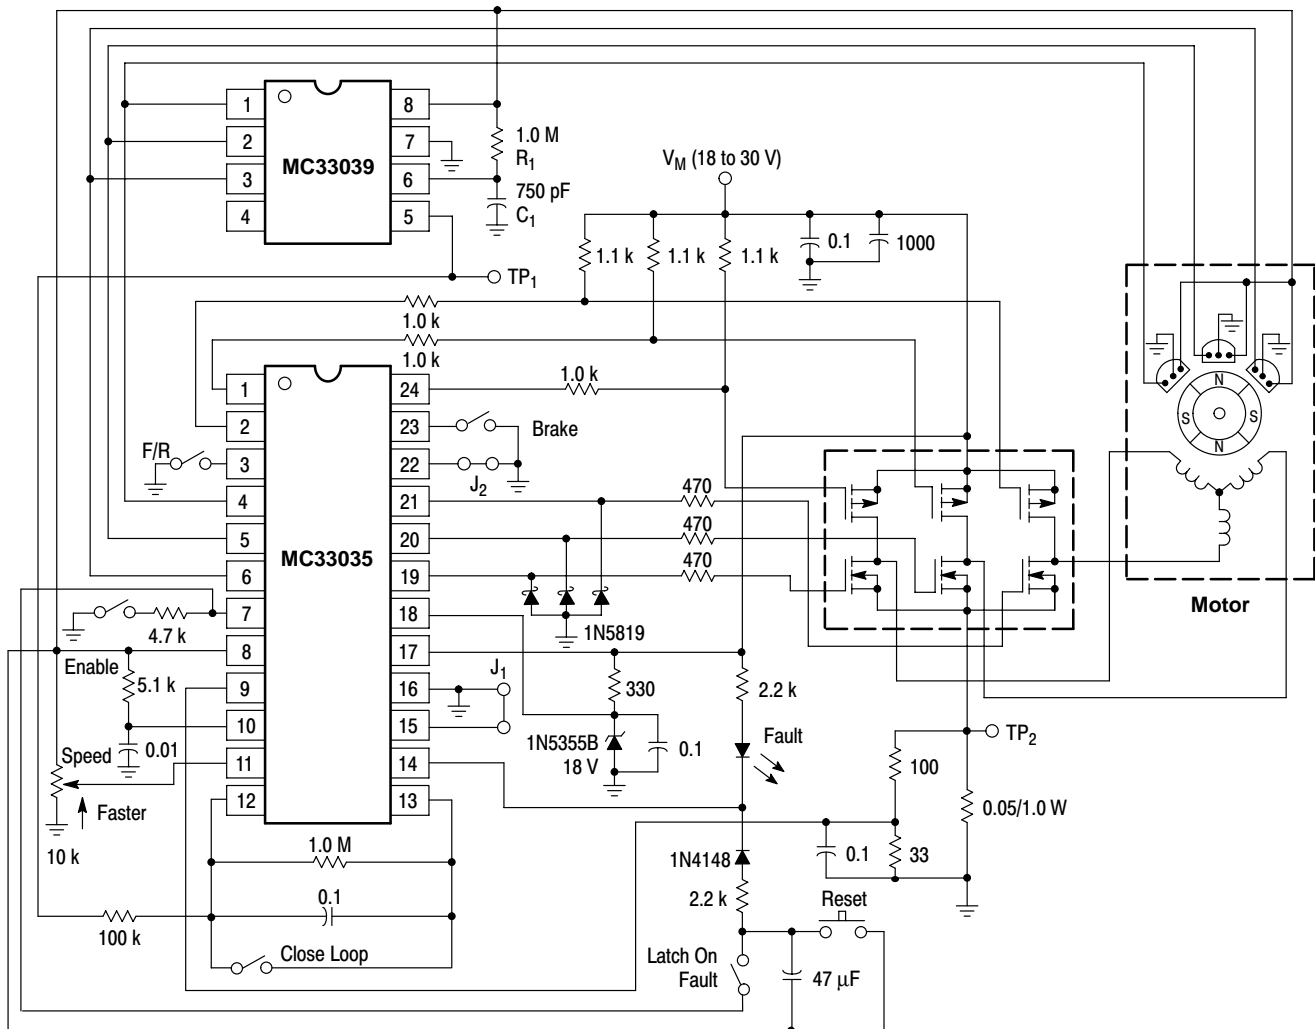 1
2
3
4
MC33039
8
7
6
5
1.0 M
R1
750 pF
C1
TP1
VM (18 to 30 V)
1.1 k
1.1 k
1.1 k
0.1
1000
1.0 k
1.0 k
1.0 k
N
S
S
N
Motor
F/R
1
2
3
4
5
6
7
8
9
10
11
12
MC33035
24
23
22
21
20
19
18
17
16
15
14
13
Brake
J2
470
470
470
1N5819
4.7 k
Enable
5.1 k
0.01
Speed
Faster
10 k
J1
330
1N5355B
18 V
0.1
2.2 k
Fault
TP2
100
0.05/1.0 W
0.1
33
1N4148
2.2 k
1.0 M
0.1
100 k
Close Loop
Latch On
Fault
Reset
47 μF